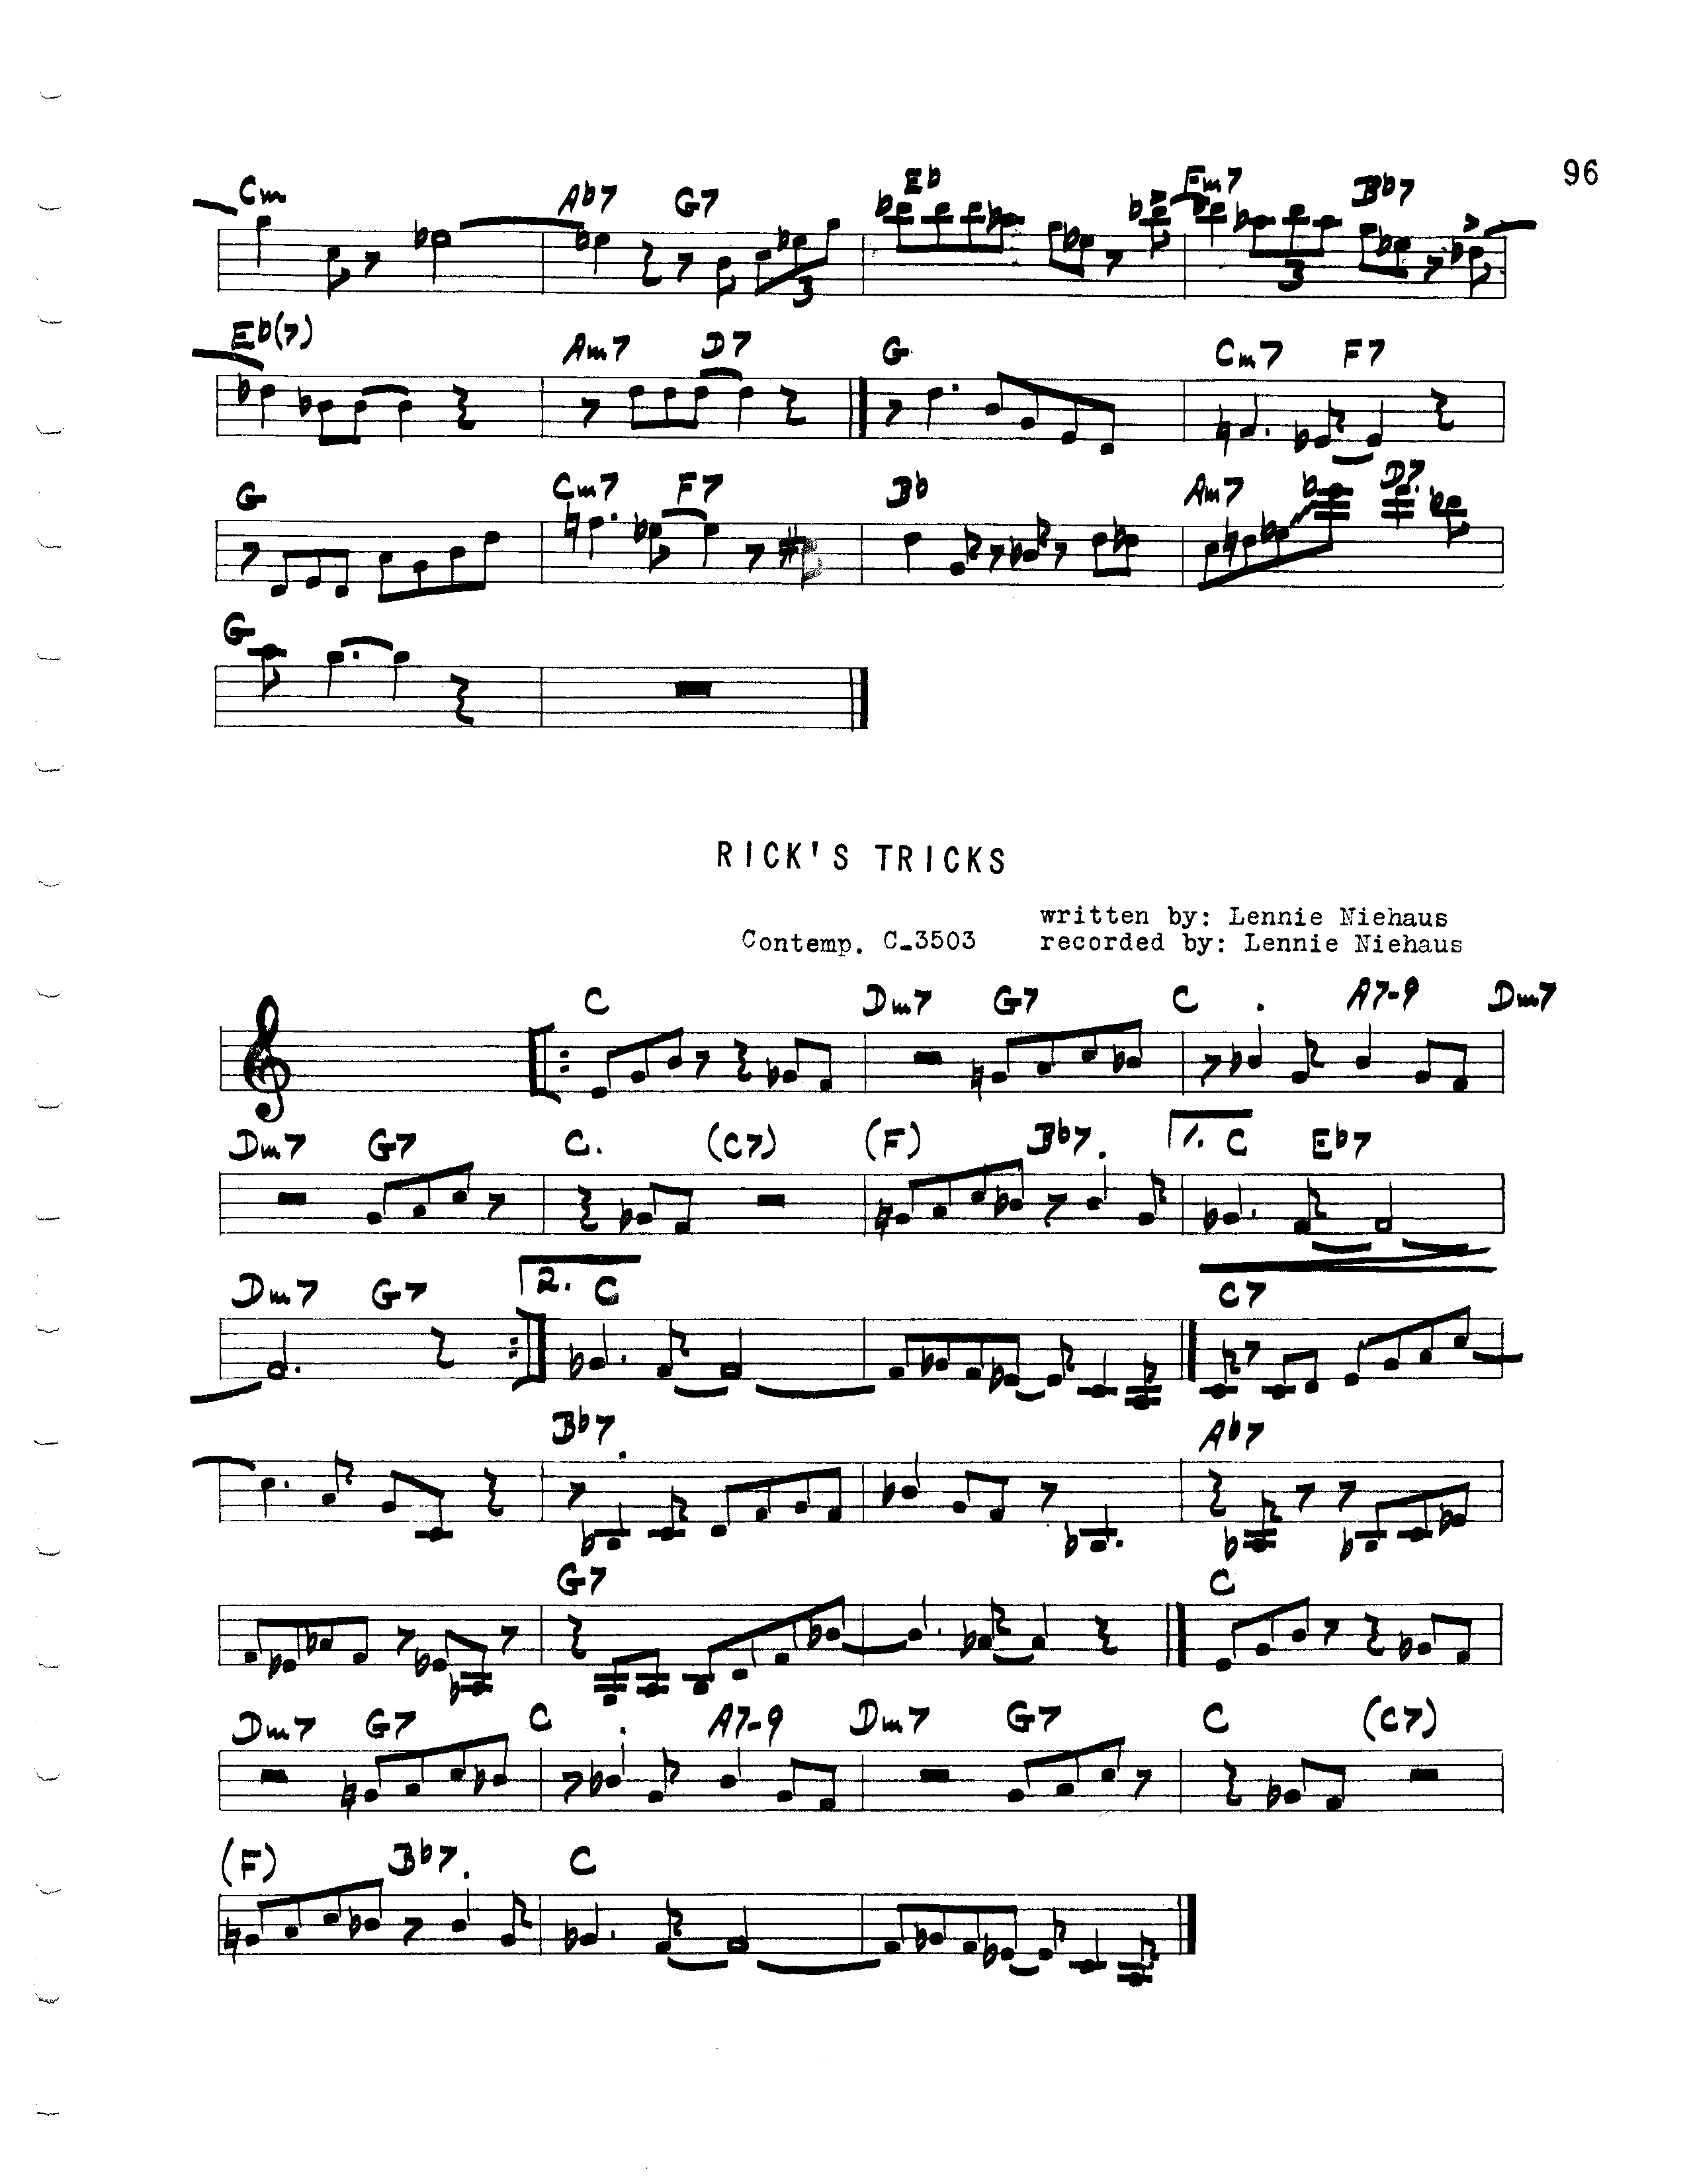 96
Cm Ab7 G7 Eb Fm7 Bb7
3 3
Eb(7) Am7 D7 G Cm7 F7
G Cm7 F7 Bb Am7 D7
G
RICK'S TRICKS
written by: Lennie Niehaus
Contemp. C-3503 recorded by: Lennie Niehaus
C Dm7 G7 C A7-9 Dm7
Dm7 G7 C (C7) (F) Bb7 1. C Eb7
Dm7 G7 2. C C7
Bb7 Ab7
G7 C
Dm7 G7 C A7-9 Dm7 G7 C (C7)
(F) Bb7 C